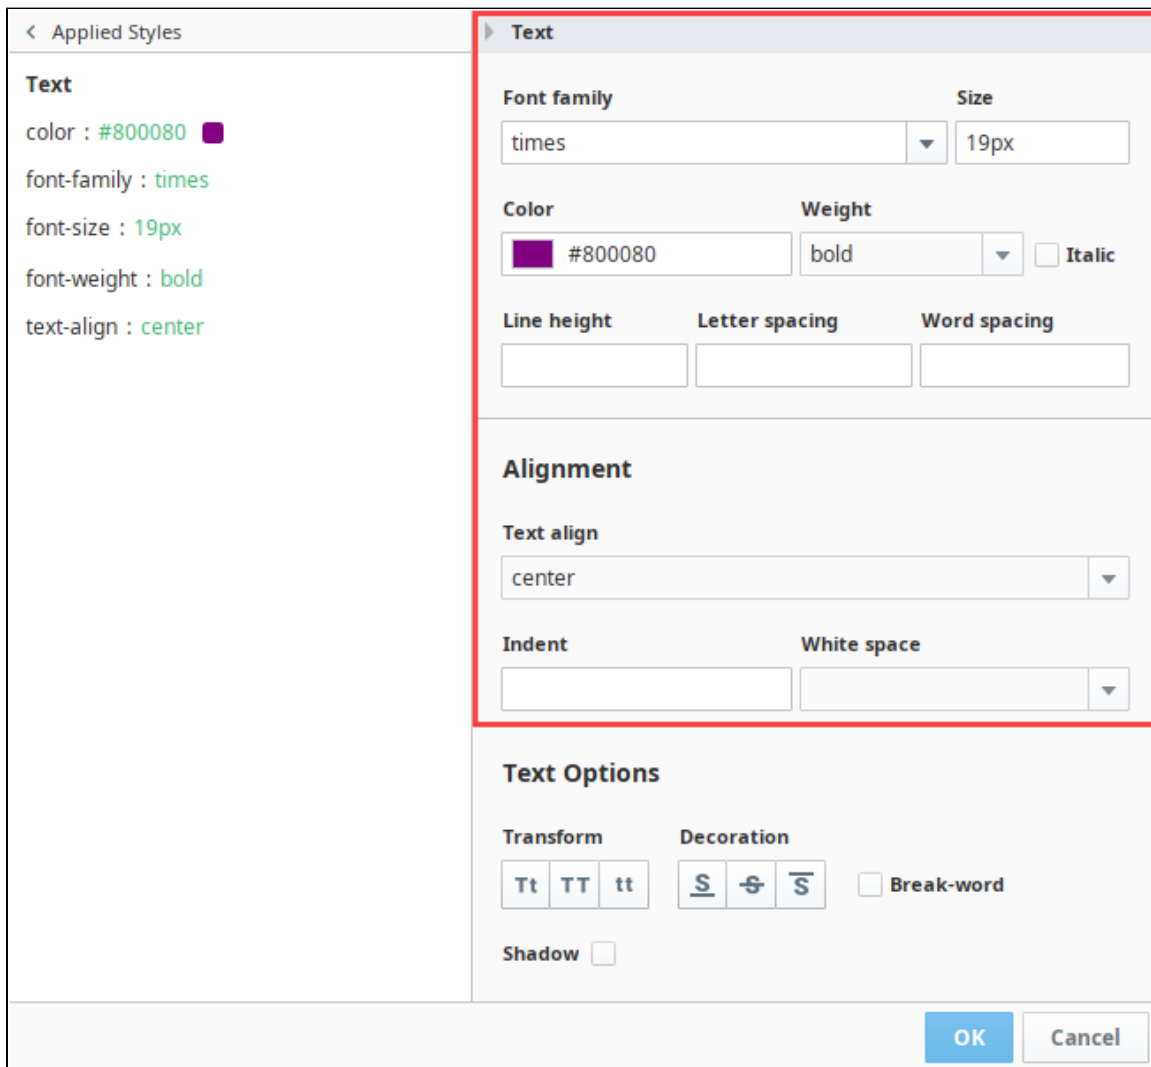 Applied Styles
Text
color : #800080
font-family : times
font-size : 19px
font-weight : bold
text-align : center
Text
Font family Size
times 19px
Color Weight
#800080 bold Italic
Line height Letter spacing Word spacing
Alignment
Text align
center
Indent White space
Text Options
Transform Decoration
Tt TT tt S S S Break-word
Shadow
OK Cancel